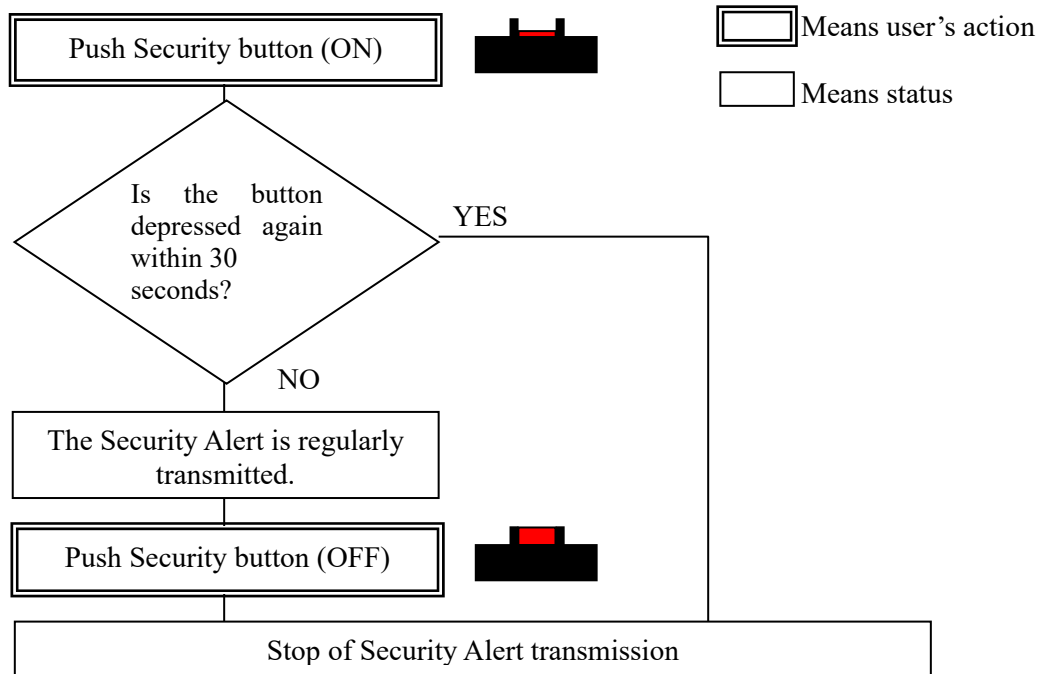 Push Security button (ON)
Means user’s action
Means status
Is the button
depressed again
within 30
seconds?
YES
NO
The Security Alert is regularly
transmitted.
Push Security button (OFF)
Stop of Security Alert transmission